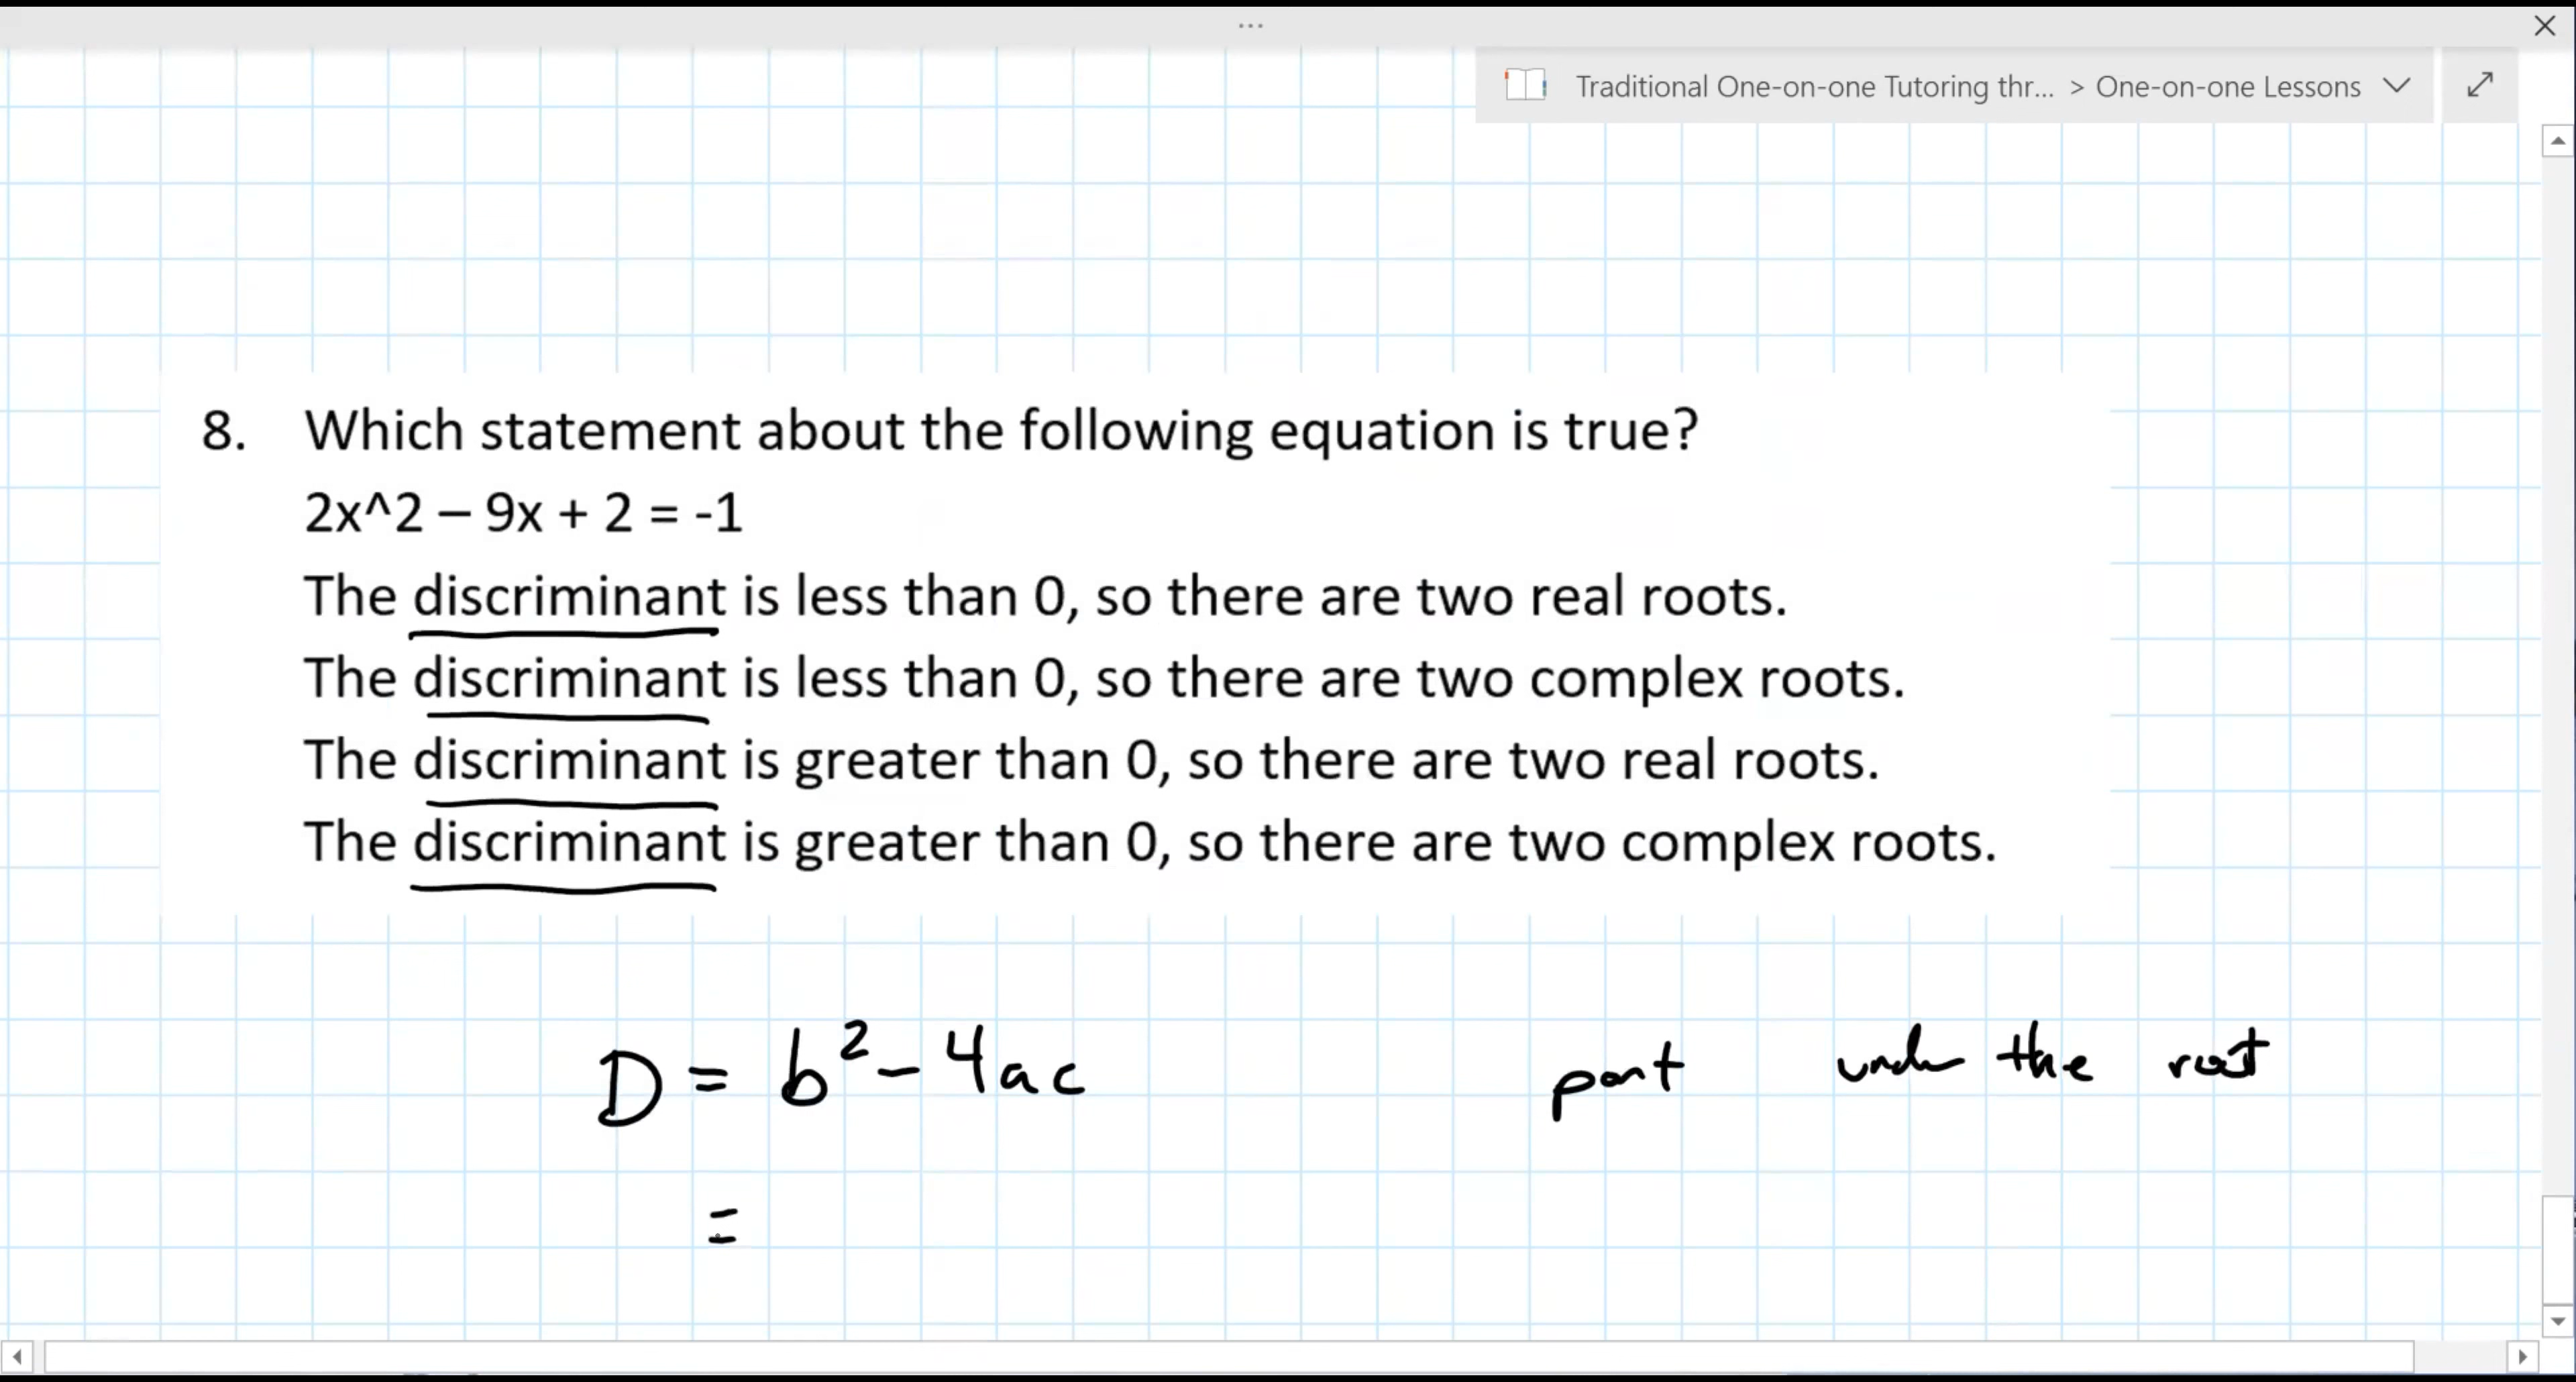 Traditional One-on-one Tutoring thr... > One-on-one Lessons
8. Which statement about the following equation is true?
2x^2 – 9x + 2 = -1
The discriminant is less than 0, so there are two real roots.
The discriminant is less than 0, so there are two complex roots.
The discriminant is greater than 0, so there are two real roots.
The discriminant is greater than 0, so there are two complex roots.
D = b² - 4ac part under the root
=